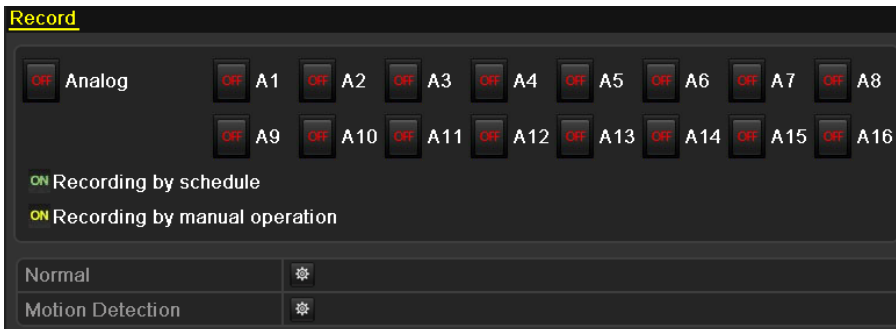 Record
OFF Analog OFF A1 OFF A2 OFF A3 OFF A4 OFF A5 OFF A6 OFF A7 OFF A8
OFF A9 OFF A10 OFF A11 OFF A12 OFF A13 OFF A14 OFF A15 OFF A16
ON Recording by schedule
ON Recording by manual operation
Normal
Motion Detection